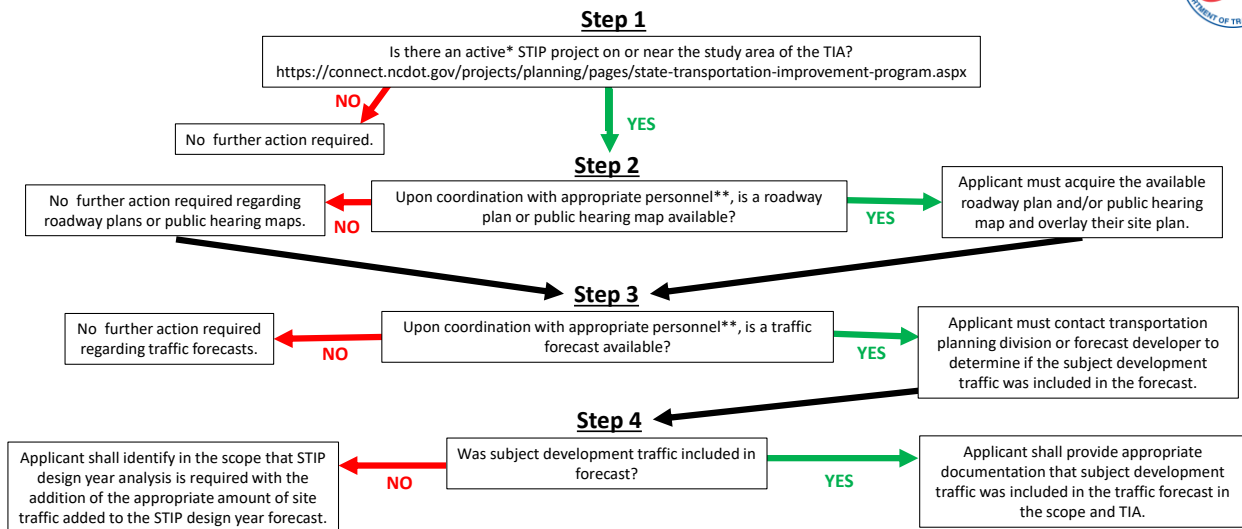 RTMENT OF TR
Step 1
Is there an active* STIP project on or near the study area of the TIA?
https://connect.ncdot.gov/projects/planning/pages/state-transportation-improvement-program.aspx
NO
YES
No further action required.
Step 2
No further action required regarding
roadway plans or public hearing maps.
NO
Upon coordination with appropriate personnel**, is a roadway
plan or public hearing map available?
YES
Applicant must acquire the available
roadway plan and/or public hearing
map and overlay their site plan.
Step 3
No further action required
regarding traffic forecasts.
NO
Upon coordination with appropriate personnel**, is a traffic
forecast available?
YES
Applicant must contact transportation
planning division or forecast developer to
determine if the subject development
traffic was included in the forecast.
Step 4
Applicant shall identify in the scope that STIP
design year analysis is required with the
addition of the appropriate amount of site
traffic added to the STIP design year forecast.
NO
Was subject development traffic included in
forecast?
YES
Applicant shall provide appropriate
documentation that subject development
traffic was included in the traffic forecast in
the scope and TIA.